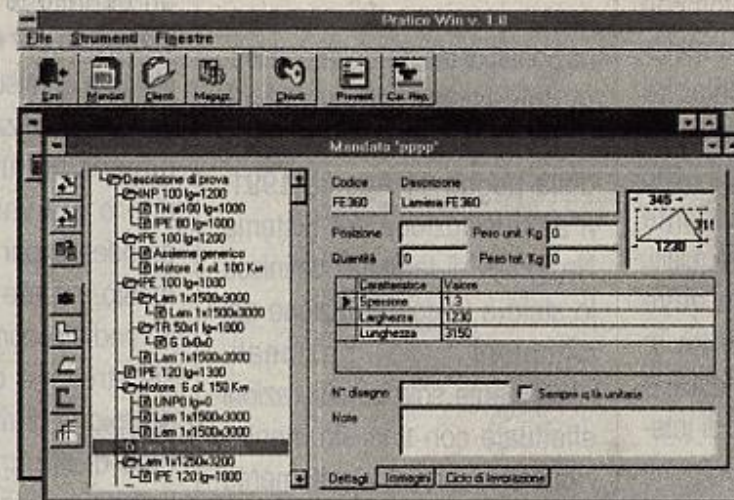 Pratico Win v. 1.0
File Strumenti Finestre
Esci Mandati Clienti Magazz. Chiudi Prevent. Car. Rep.
Mandato 'pppp'
Descrizione di prova
INP 100 lg=1200
TN ø100 lg=1000
IPE 80 lg=1000
IPE 100 lg=1200
Assieme generico
Motore 4 cil. 100 Kw
IPE 100 lg=1000
Lam 1x1500x3000
Lam 1x1500x3000
TR 50x1 lg=1000
G 0x0x0
Lam 1x1500x2000
IPE 120 lg=1300
Motore 6 cil. 150 Kw
UNP0 lg=0
Lam 1x1500x3000
Lam 1x1500x3000
Lam 1x1250x3200
IPE 120 lg=1000
Codice Descrizione
FE360 Lamiera FE360
Posizione Peso unit. Kg 0
Quantità 0 Peso tot. Kg 0
345
1230
Caratteristica Valore
Spessore 1.3
Larghezza 1230
Lunghezza 3150
N° disegno Sempre q.tà unitaria
Note
Dettagli Immagini Ciclo di lavorazione